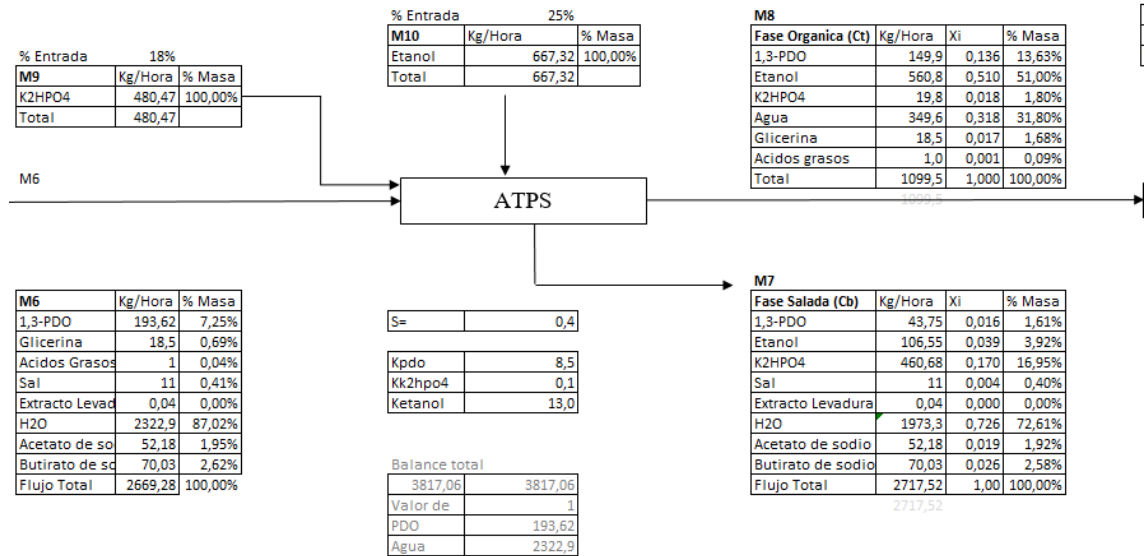 % Entrada 18%
M9 Kg/Hora % Masa
K2HPO4 480,47 100,00%
Total 480,47
% Entrada 25%
M10 Kg/Hora % Masa
Etanol 667,32 100,00%
Total 667,32
M8
Fase Organica (Ct) Kg/Hora Xi % Masa
1,3-PDO 149,9 0,136 13,63%
Etanol 560,8 0,510 51,00%
K2HPO4 19,8 0,018 1,80%
Agua 349,6 0,318 31,80%
Glicerina 18,5 0,017 1,68%
Acidos grasos 1,0 0,001 0,09%
Total 1099,5 1,000 100,00%
1099,5
M6
ATPS
M6 Kg/Hora % Masa
1,3-PDO 193,62 7,25%
Glicerina 18,5 0,69%
Acidos Grasos 1 0,04%
Sal 11 0,41%
Extracto Levad 0,04 0,00%
H2O 2322,9 87,02%
Acetato de so 52,18 1,95%
Butirato de so 70,03 2,62%
Flujo Total 2669,28 100,00%
S= 0,4
Kpdo 8,5
Kk2hpo4 0,1
Ketanol 13,0
Balance total
3817,06 3817,06
Valor de 1
PDO 193,62
Agua 2322,9
M7
Fase Salada (Cb) Kg/Hora Xi % Masa
1,3-PDO 43,75 0,016 1,61%
Etanol 106,55 0,039 3,92%
K2HPO4 460,68 0,170 16,95%
Sal 11 0,004 0,40%
Extracto Levadura 0,04 0,000 0,00%
H2O 1973,3 0,726 72,61%
Acetato de sodio 52,18 0,019 1,92%
Butirato de sodio 70,03 0,026 2,58%
Flujo Total 2717,52 1,00 100,00%
2717,52